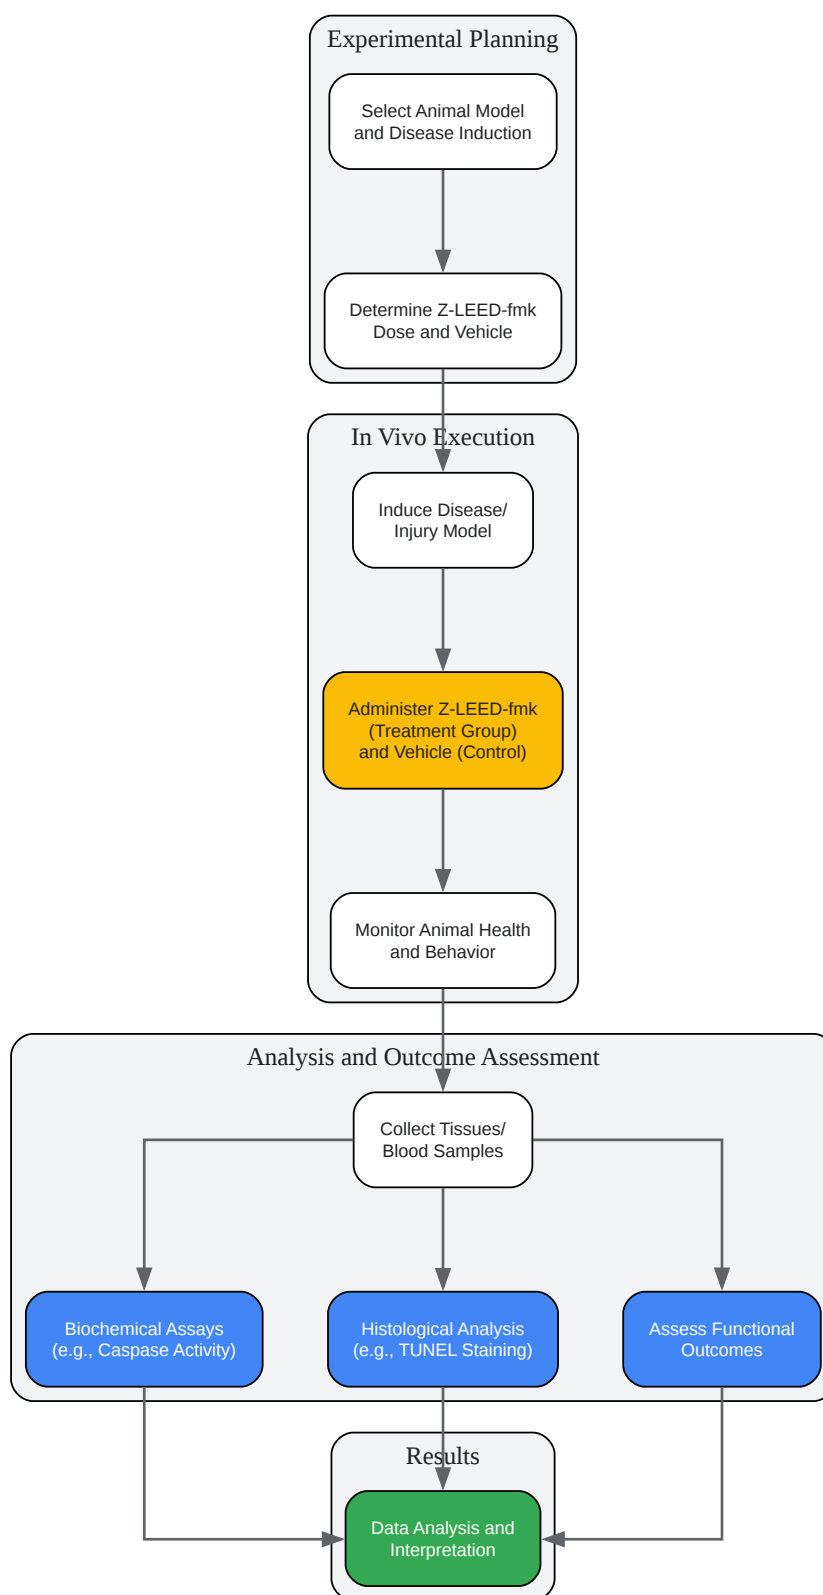 Experimental Planning
Select Animal Model
and Disease Induction
Determine Z-LEED-fmk
Dose and Vehicle
In Vivo Execution
Induce Disease/
Injury Model
Administer Z-LEED-fmk
(Treatment Group)
and Vehicle (Control)
Monitor Animal Health
and Behavior
Analysis and Outcome Assessment
Collect Tissues/
Blood Samples
Biochemical Assays
(e.g., Caspase Activity)
Histological Analysis
(e.g., TUNEL Staining)
Assess Functional
Outcomes
Results
Data Analysis and
Interpretation